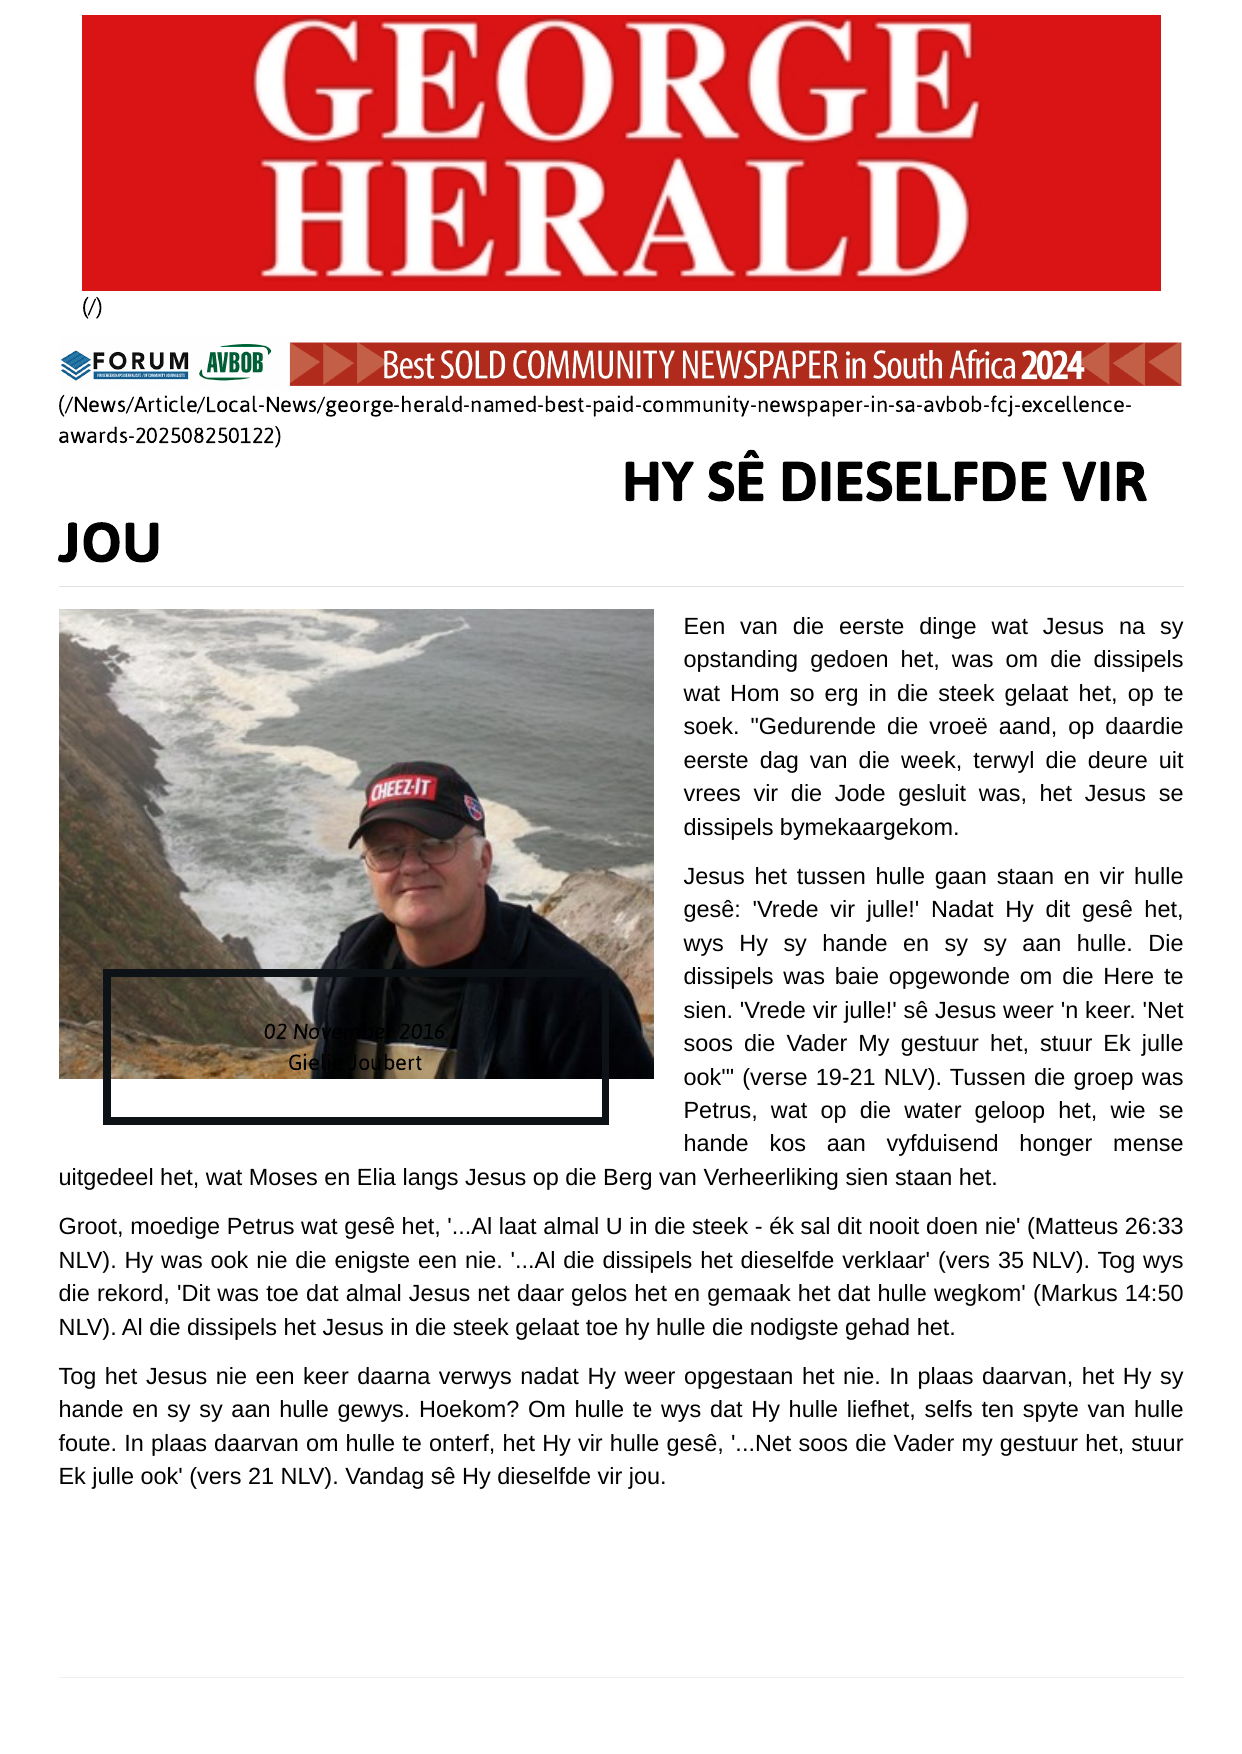 GEORGE
HERALD
(/)
FORUM AVBOB Best SOLD COMMUNITY NEWSPAPER in South Africa 2024
(/News/Article/Local-News/george-herald-named-best-paid-community-newspaper-in-sa-avbob-fcj-excellence-
awards-202508250122)
HY SÊ DIESELFDE VIR
JOU
CHEEZ-IT
02 November 2016
Gielie Joubert
Een van die eerste dinge wat Jesus na sy
opstanding gedoen het, was om die dissipels
wat Hom so erg in die steek gelaat het, op te
soek. "Gedurende die vroeë aand, op daardie
eerste dag van die week, terwyl die deure uit
vrees vir die Jode gesluit was, het Jesus se
dissipels bymekaargekom.
Jesus het tussen hulle gaan staan en vir hulle
gesê: 'Vrede vir julle!' Nadat Hy dit gesê het,
wys Hy sy hande en sy sy aan hulle. Die
dissipels was baie opgewonde om die Here te
sien. 'Vrede vir julle!' sê Jesus weer 'n keer. 'Net
soos die Vader My gestuur het, stuur Ek julle
ook'" (verse 19-21 NLV). Tussen die groep was
Petrus, wat op die water geloop het, wie se
hande kos aan vyfduisend honger mense
uitgedeel het, wat Moses en Elia langs Jesus op die Berg van Verheerliking sien staan het.
Groot, moedige Petrus wat gesê het, '...Al laat almal U in die steek - ék sal dit nooit doen nie' (Matteus 26:33
NLV). Hy was ook nie die enigste een nie. '...Al die dissipels het dieselfde verklaar' (vers 35 NLV). Tog wys
die rekord, 'Dit was toe dat almal Jesus net daar gelos het en gemaak het dat hulle wegkom' (Markus 14:50
NLV). Al die dissipels het Jesus in die steek gelaat toe hy hulle die nodigste gehad het.
Tog het Jesus nie een keer daarna verwys nadat Hy weer opgestaan het nie. In plaas daarvan, het Hy sy
hande en sy sy aan hulle gewys. Hoekom? Om hulle te wys dat Hy hulle liefhet, selfs ten spyte van hulle
foute. In plaas daarvan om hulle te onterf, het Hy vir hulle gesê, '...Net soos die Vader my gestuur het, stuur
Ek julle ook' (vers 21 NLV). Vandag sê Hy dieselfde vir jou.